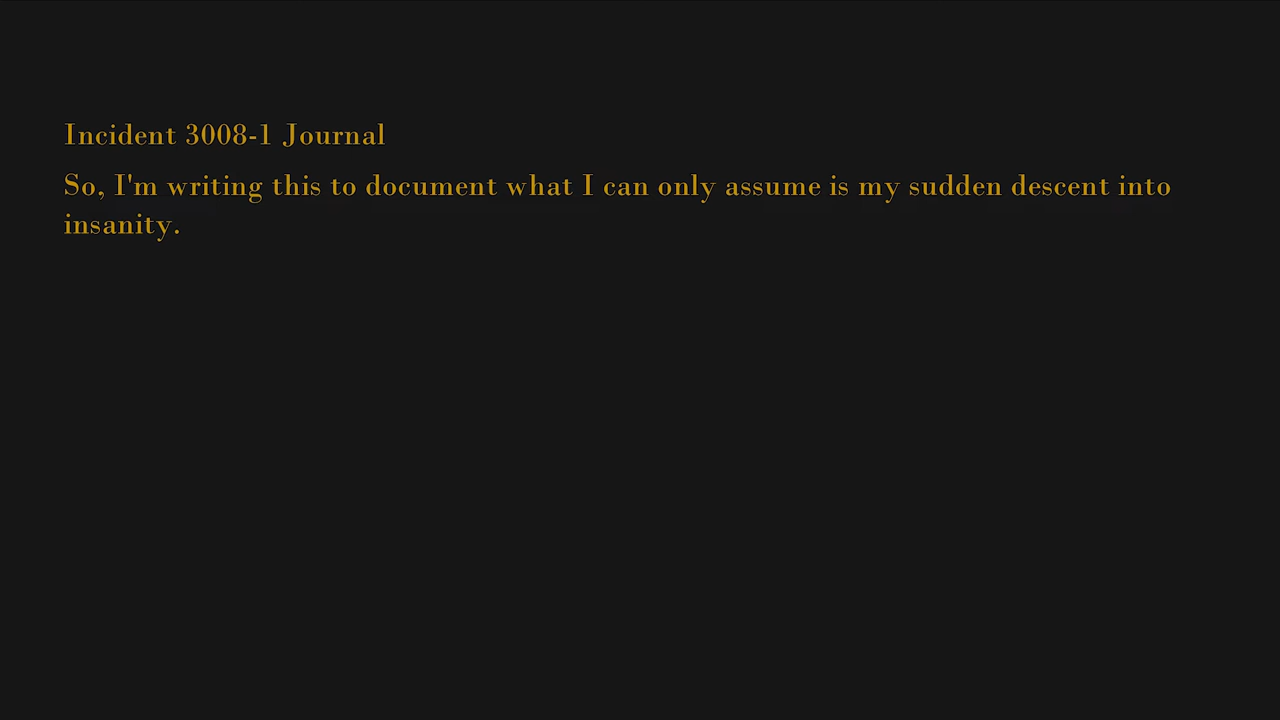 Incident 3008-1 Journal
So, I'm writing this to document what I can only assume is my sudden descent into
insanity.